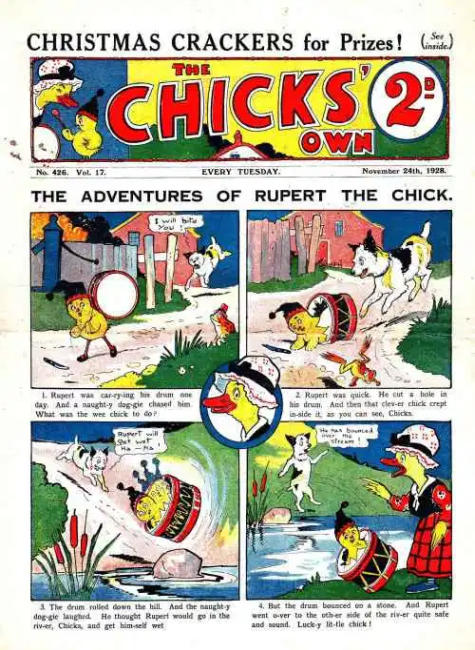 CHRISTMAS CRACKERS for Prizes! (See inside.)
THE
CHICKS'
OWN
2D
No. 426. Vol. 17.
EVERY TUESDAY.
November 24th, 1928.
THE ADVENTURES OF RUPERT THE CHICK.
I will bite
You !
1. Rupert was car-ry-ing his drum one
day. And a naught-y dog-gie chased him.
What was the wee chick to do?
2. Rupert was quick. He cut a hole in
his drum. And then that clev-er chick crept
in-side it, as you can see, Chicks.
Rupert will
get wet
Ha - Ha
3. The drum rolled down the hill. And the naught-y
dog-gie laughed. He thought Rupert would go in the
riv-er, Chicks, and get him-self wet
He has bounced
over the
stream !
4. But the drum bounced on a stone. And Rupert
went o-ver to the oth-er side of the riv-er quite safe
and sound. Luck-y lit-tle chick !